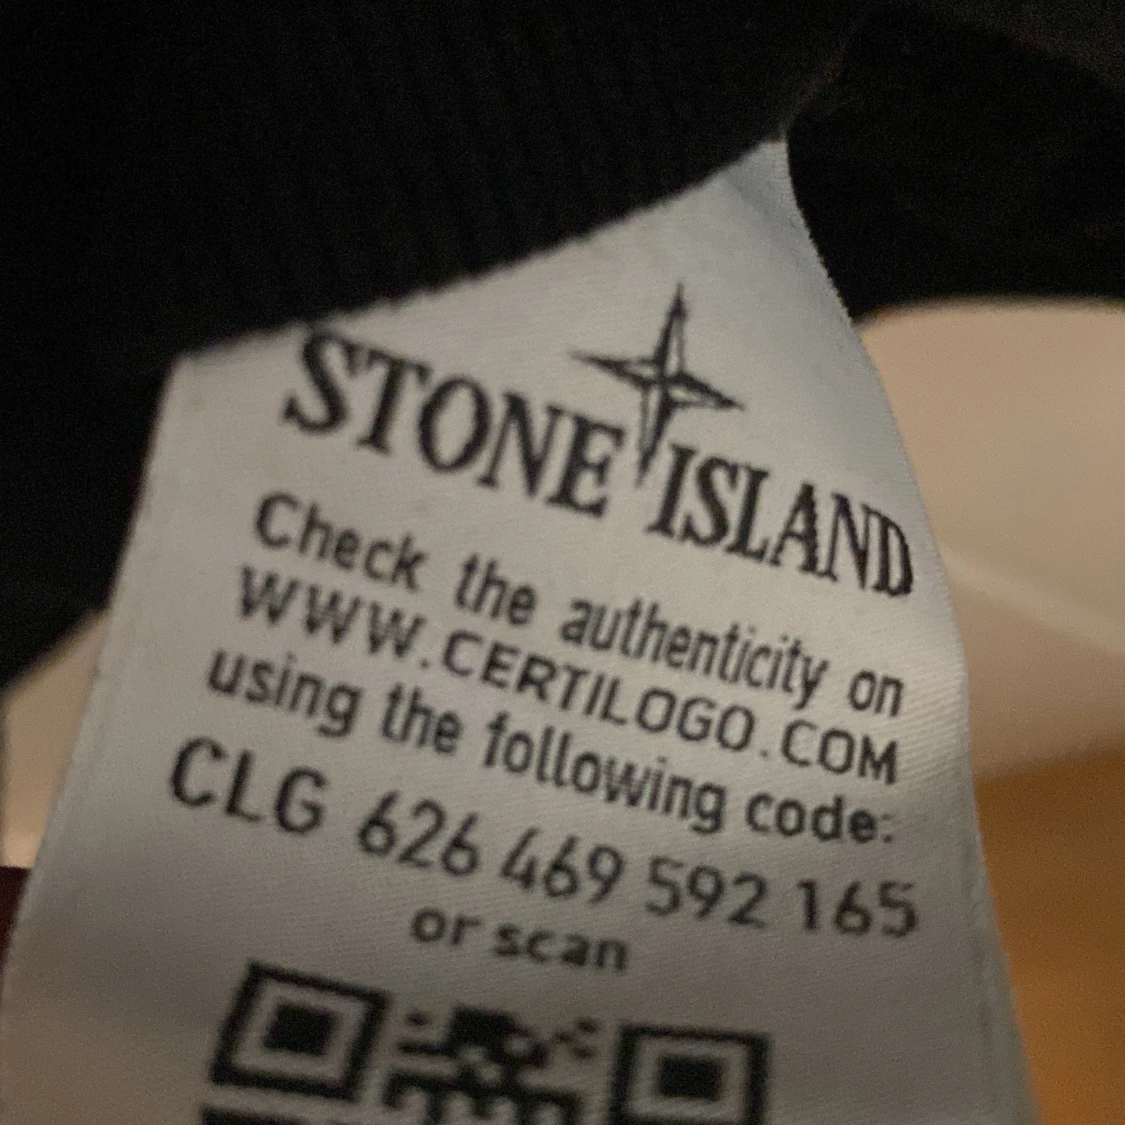 STONE ISLAND
Check the authenticity on
WWW.CERTILOGO.COM
using the following code:
CLG 626 469 592 165
or scan